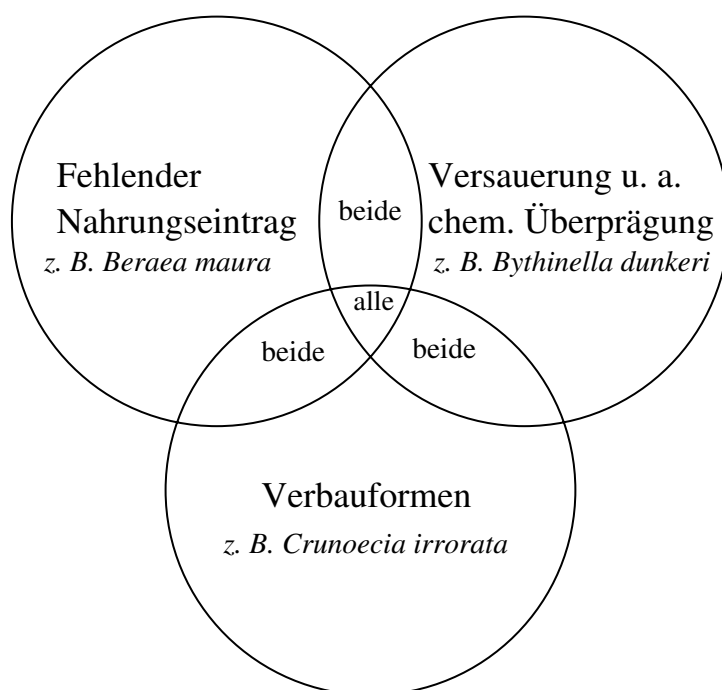 Fehlender
Nahrungseintrag
z. B. Beraea maura
beide
Versauerung u. a.
chem. Überprägung
z. B. Bythinella dunkeri
alle
beide
beide
Verbauformen
z. B. Crunoecia irrorata